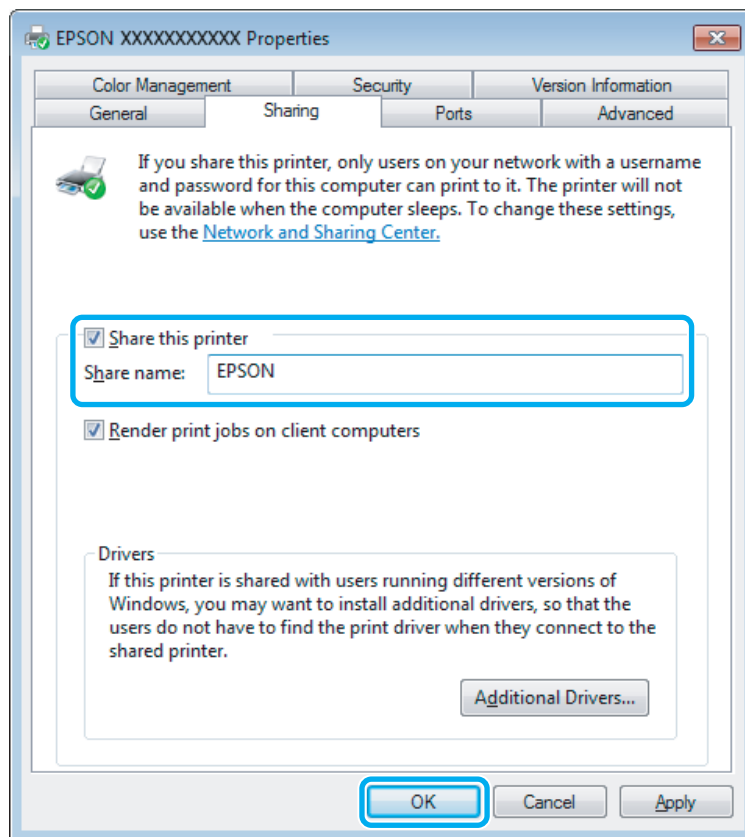 EPSON XXXXXXXXXXX Properties
Color Management Security Version Information
General Sharing Ports Advanced
If you share this printer, only users on your network with a username
and password for this computer can print to it. The printer will not
be available when the computer sleeps. To change these settings,
use the Network and Sharing Center.
Share this printer
Share name: EPSON
Render print jobs on client computers
Drivers
If this printer is shared with users running different versions of
Windows, you may want to install additional drivers, so that the
users do not have to find the print driver when they connect to the
shared printer.
Additional Drivers...
OK Cancel Apply